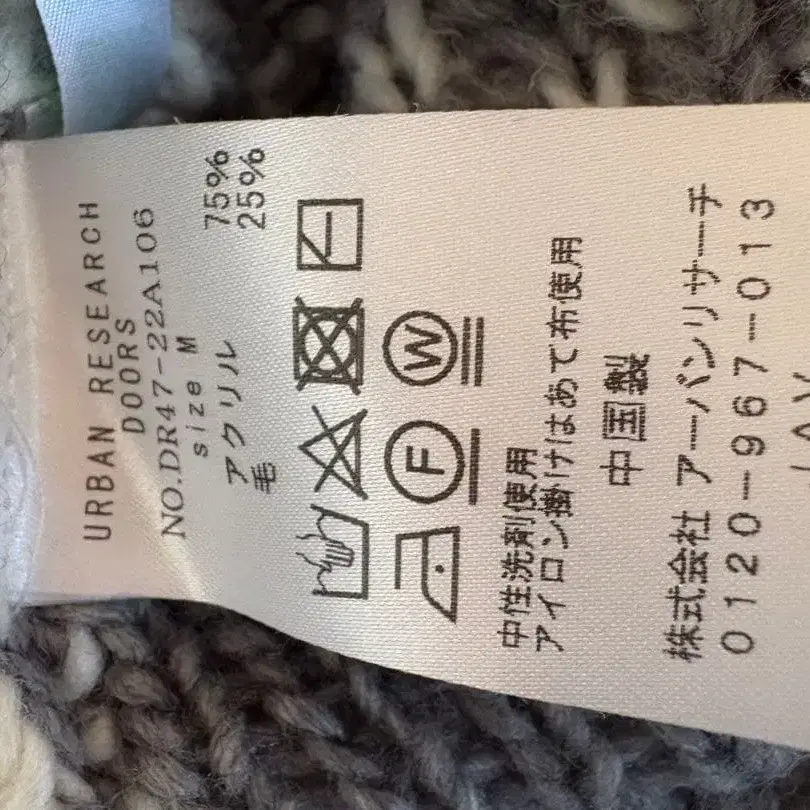 URBAN RESEARCH
DOORS
NO.DR47-22A106
size M
アクリル 75%
毛 25%
W
F
中性洗剤使用
アイロン掛けはあて布使用
中国製
株式会社 アーバンリサーチ
0120-967-013